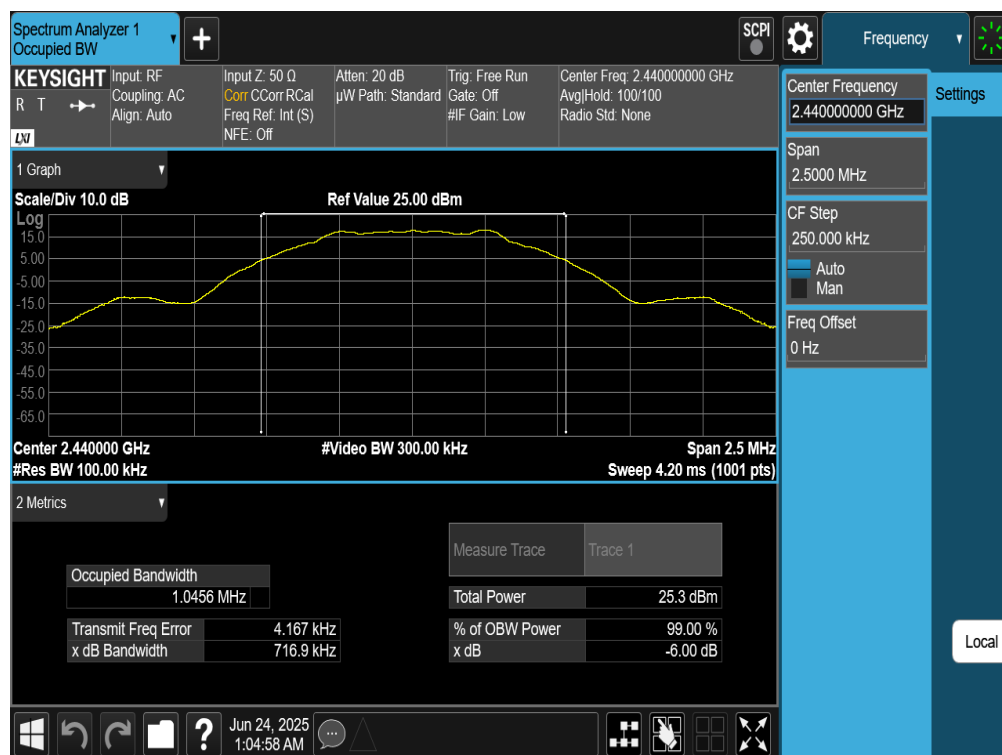 Spectrum Analyzer 1
Occupied BW
+
SCPI
Frequency
KEYSIGHT
R T
LXI
Input: RF
Coupling: AC
Align: Auto
Input Z: 50 Ω
Corr CCorr RCal
Freq Ref: Int (S)
NFE: Off
Atten: 20 dB
µW Path: Standard
Trig: Free Run
Gate: Off
#IF Gain: Low
Center Freq: 2.440000000 GHz
Avg|Hold: 100/100
Radio Std: None
Center Frequency
2.440000000 GHz
Settings
Span
2.5000 MHz
CF Step
250.000 kHz
Auto
Man
Freq Offset
0 Hz
Local
1 Graph
Scale/Div 10.0 dB
Ref Value 25.00 dBm
Log
15.0
5.00
-5.00
-15.0
-25.0
-35.0
-45.0
-55.0
-65.0
Center 2.440000 GHz
#Video BW 300.00 kHz
Span 2.5 MHz
#Res BW 100.00 kHz
Sweep 4.20 ms (1001 pts)
2 Metrics
Measure Trace
Trace 1
Occupied Bandwidth
1.0456 MHz
Total Power
25.3 dBm
Transmit Freq Error
4.167 kHz
% of OBW Power
99.00 %
x dB Bandwidth
716.9 kHz
x dB
-6.00 dB
?
Jun 24, 2025
1:04:58 AM